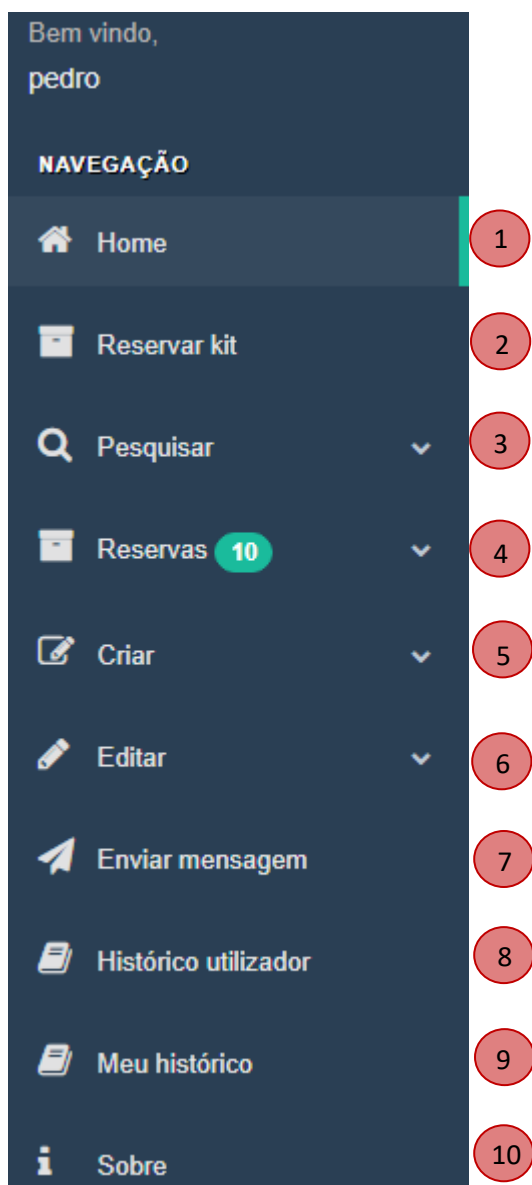 Bem vindo,
pedro
NAVEGAÇÃO
Home 1
Reservar kit 2
Pesquisar 3
Reservas 10 4
Criar 5
Editar 6
Enviar mensagem 7
Histórico utilizador 8
Meu histórico 9
Sobre 10